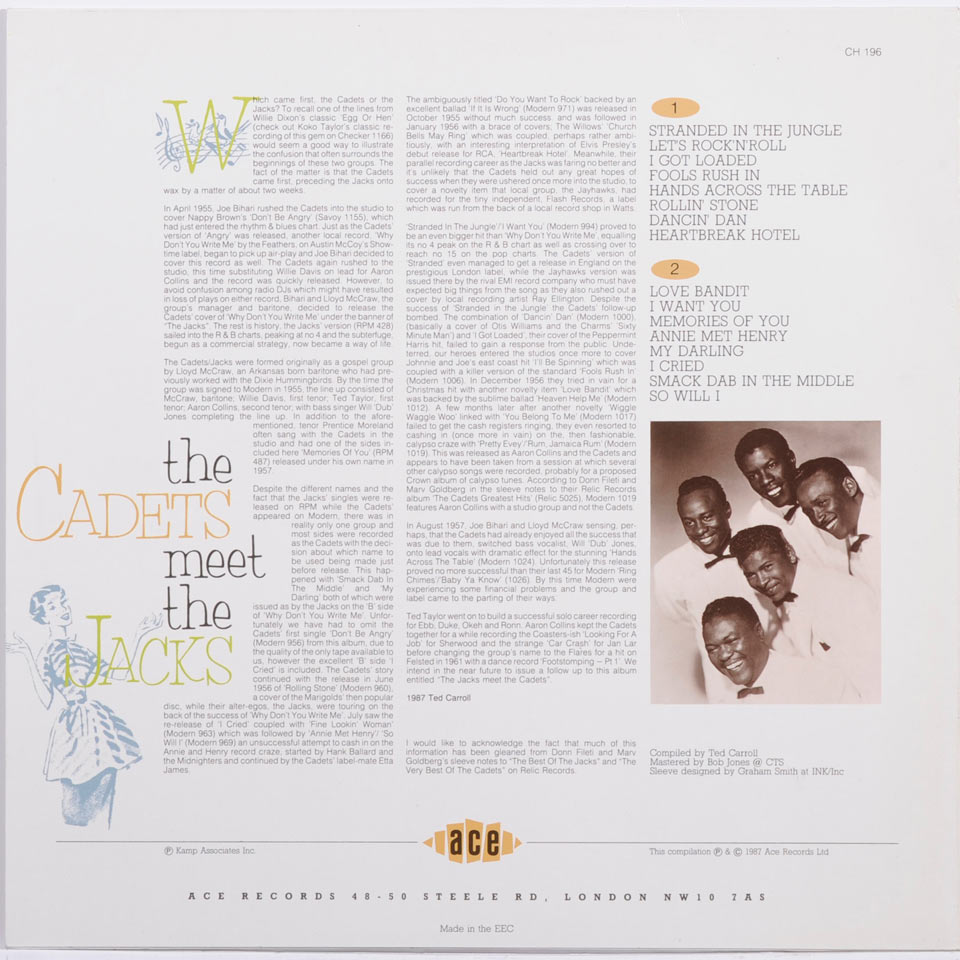 CH 196
Which came first, the Cadets or the
Jacks? To recall one of the lines from
Willie Dixon's classic 'Egg Or Hen'
(check out Koko Taylor's classic re-
cording of this gem on Checker 1166)
would seem a good way to illustrate
the confusion that often surrounds the
beginnings of these two groups. The
fact of the matter is that the Cadets
came first, preceding the Jacks onto
wax by a matter of about two weeks.
In April 1955, Joe Bihari rushed the Cadets into the studio to
cover Nappy Brown's 'Don't Be Angry' (Savoy 1155), which
had just entered the rhythm & blues chart. Just as the Cadets'
version of 'Angry' was released, another local record, 'Why
Don't You Write Me' by the Feathers, on Austin McCoy's Show-
time label, began to pick up air-play and Joe Bihari decided to
cover this record as well. The Cadets again rushed to the
studio, this time substituting Willie Davis on lead for Aaron
Collins and the record was quickly released. However, to
avoid confusion among radio DJs which might have resulted
in loss of plays on either record, Bihari and Lloyd McCraw, the
group's manager and baritone, decided to release the
Cadets' cover of 'Why Don't You Write Me' under the banner of
"The Jacks". The rest is history, the Jacks' version (RPM 428)
sailed into the R & B charts, peaking at no 4 and the subterfuge,
begun as a commercial strategy, now became a way of life.
The Cadets/Jacks were formed originally as a gospel group
by Lloyd McCraw, an Arkansas born baritone who had pre-
viously worked with the Dixie Hummingbirds. By the time the
group was signed to Modern in 1955, the line up consisted of
McCraw, baritone; Willie Davis, first tenor; Ted Taylor, first
tenor; Aaron Collins, second tenor, with bass singer Will 'Dub'
Jones completing the line up. In addition to the afore-
mentioned, tenor Prentice Moreland
often sang with the Cadets in the
studio and had one of the sides in-
cluded here 'Memories Of You' (RPM
487) released under his own name in
1957.
Despite the different names and the
fact that the Jacks' singles were re-
leased on RPM while the Cadets'
appeared on Modern, there was in
reality only one group and
most sides were recorded
as the Cadets with the deci-
sion about which name to
be used being made just
before release. This hap-
pened with 'Smack Dab In
The Middle' and 'My
Darling' both of which were
issued as by the Jacks on the 'B' side
of 'Why Don't You Write Me'. Unfor-
tunately we have had to omit the
Cadets' first single 'Don't Be Angry'
(Modern 956) from this album, due to
the quality of the only tape available to
us, however the excellent 'B' side 'I
Cried' is included. The Cadets' story
continued with the release in June
1956 of 'Rolling Stone' (Modern 960),
a cover of the Marigolds' then popular
disc, while their alter-egos, the Jacks, were touring on the
back of the success of 'Why Don't You Write Me'. July saw the
re-release of 'I Cried' coupled with 'Fine Lookin' Woman'
(Modern 963) which was followed by 'Annie Met Henry'/ 'So
Will I' (Modern 969) an unsuccessful attempt to cash in on the
Annie and Henry record craze, started by Hank Ballard and
the Midnighters and continued by the Cadets' label-mate Etta
James.
the
CADETS
meet
the
JACKS
The ambiguously titled 'Do You Want To Rock' backed by an
excellent ballad 'If It Is Wrong' (Modern 971) was released in
October 1955 without much success, and was followed in
January 1956 with a brace of covers; The Willows' 'Church
Bells May Ring' which was coupled, perhaps rather ambi-
tiously, with an interesting interpretation of Elvis Presley's
debut release for RCA, 'Heartbreak Hotel'. Meanwhile, their
parallel recording career as the Jacks was faring no better and
it's unlikely that the Cadets held out any great hopes of
success when they were ushered once more into the studio, to
cover a novelty item that local group, the Jayhawks, had
recorded for the tiny independent, Flash Records, a label
which was run from the back of a local record shop in Watts.
'Stranded In The Jungle'/'I Want You' (Modern 994) proved to
be an even bigger hit than 'Why Don't You Write Me', equalling
its no 4 peak on the R & B chart as well as crossing over to
reach no 15 on the pop charts. The Cadets' version of
'Stranded' even managed to get a release in England on the
prestigious London label, while the Jayhawks version was
issued there by the rival EMI record company who must have
expected big things from the song as they also rushed out a
cover by local recording artist Ray Ellington. Despite the
success of 'Stranded In the Jungle' the Cadets' follow-up
bombed. The combination of 'Dancin' Dan' (Modern 1000),
(basically a cover of Otis Williams and the Charms' 'Sixty
Minute Man') and 'I Got Loaded', their cover of the Peppermint
Harris hit, failed to gain a response from the public. Unde-
terred, our heroes entered the studios once more to cover
Johnnie and Joe's east coast hit 'I'll Be Spinning' which was
coupled with a killer version of the standard 'Fools Rush In'
(Modern 1006). In December 1956 they tried in vain for a
Christmas hit with another novelty item 'Love Bandit' which
was backed by the sublime ballad 'Heaven Help Me' (Modern
1012). A few months later after another novelty 'Wiggle
Waggle Woo' linked with 'You Belong To Me' (Modern 1017)
failed to get the cash registers ringing, they even resorted to
cashing in (once more in vain) on the, then fashionable,
calypso craze with 'Pretty Evey'/'Rum, Jamaica Rum' (Modern
1019). This was released as Aaron Collins and the Cadets and
appears to have been taken from a session at which several
other calypso songs were recorded, probably for a proposed
Crown album of calypso tunes. According to Donn Fileti and
Marv Goldberg in the sleeve notes to their Relic Records
album 'The Cadets Greatest Hits' (Relic 5025), Modern 1019
features Aaron Collins with a studio group and not the Cadets.
In August 1957, Joe Bihari and Lloyd McCraw sensing, per-
haps, that the Cadets had already enjoyed all the success that
was due to them, switched bass vocalist, Will 'Dub' Jones,
onto lead vocals with dramatic effect for the stunning 'Hands
Across The Table' (Modern 1024). Unfortunately this release
proved no more successful than their last 45 for Modern 'Ring
Chimes'/'Baby Ya Know' (1026). By this time Modern were
experiencing some financial problems and the group and
label came to the parting of their ways.
Ted Taylor went on to build a successful solo career recording
for Ebb, Duke, Okeh and Ronn. Aaron Collins kept the Cadets
together for a while recording the Coasters-ish 'Looking For A
Job' for Sherwood and the strange 'Car Crash' for Jan Lar
before changing the group's name to the Flares for a hit on
Felsted in 1961 with a dance record 'Footstomping – Pt 1'. We
intend in the near future to issue a follow up to this album
entitled "The Jacks meet the Cadets".
1987 Ted Carroll
I would like to acknowledge the fact that much of this
information has been gleaned from Donn Fileti and Marv
Goldberg's sleeve notes to "The Best Of The Jacks" and "The
Very Best Of The Cadets" on Relic Records.
1
STRANDED IN THE JUNGLE
LET'S ROCK'N'ROLL
I GOT LOADED
FOOLS RUSH IN
HANDS ACROSS THE TABLE
ROLLIN' STONE
DANCIN' DAN
HEARTBREAK HOTEL
2
LOVE BANDIT
I WANT YOU
MEMORIES OF YOU
ANNIE MET HENRY
MY DARLING
I CRIED
SMACK DAB IN THE MIDDLE
SO WILL I
Compiled by Ted Carroll
Mastered by Bob Jones @ CTS
Sleeve designed by Graham Smith at INK/Inc
ace
Ⓟ Kamp Associates Inc.
This compilation Ⓟ & © 1987 Ace Records Ltd
ACE RECORDS 48-50 STEELE RD, LONDON NW10 7AS
Made in the EEC